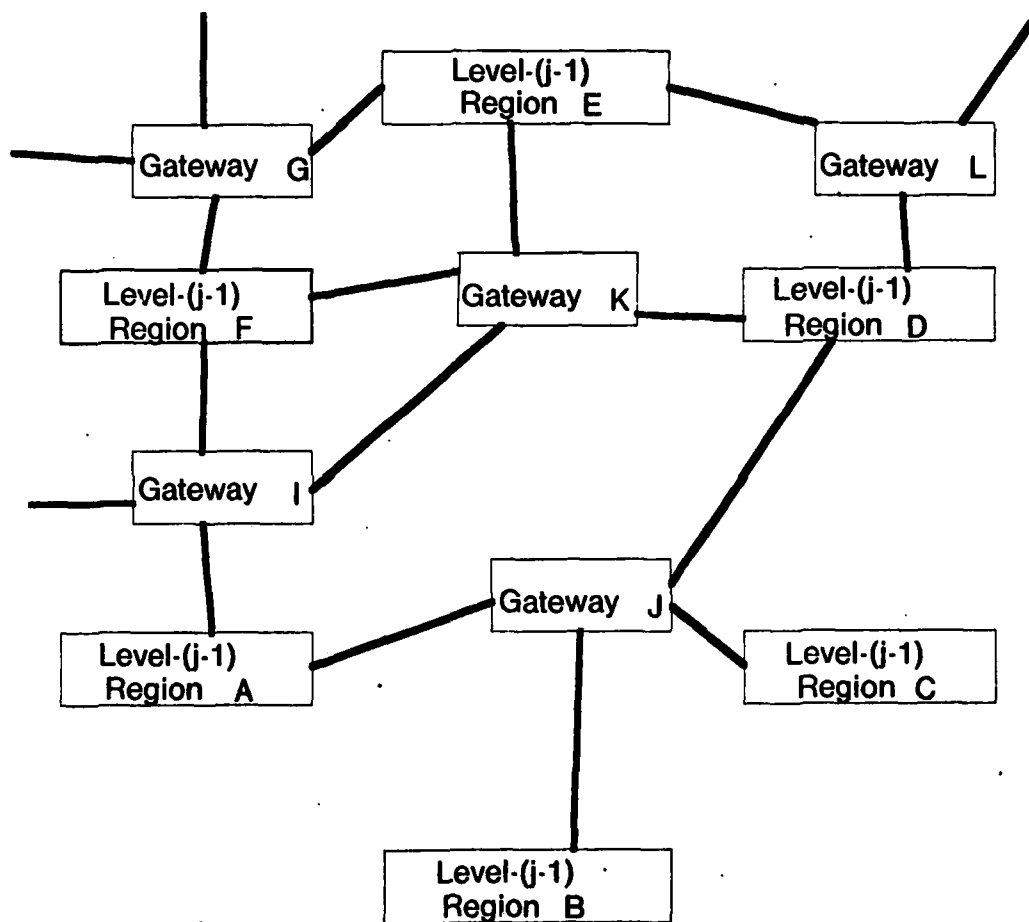 Level-(j-1)
Region E
Gateway G
Gateway L
Level-(j-1)
Region F
Gateway K
Level-(j-1)
Region D
Gateway I
Gateway J
Level-(j-1)
Region A
Level-(j-1)
Region C
Level-(j-1)
Region B